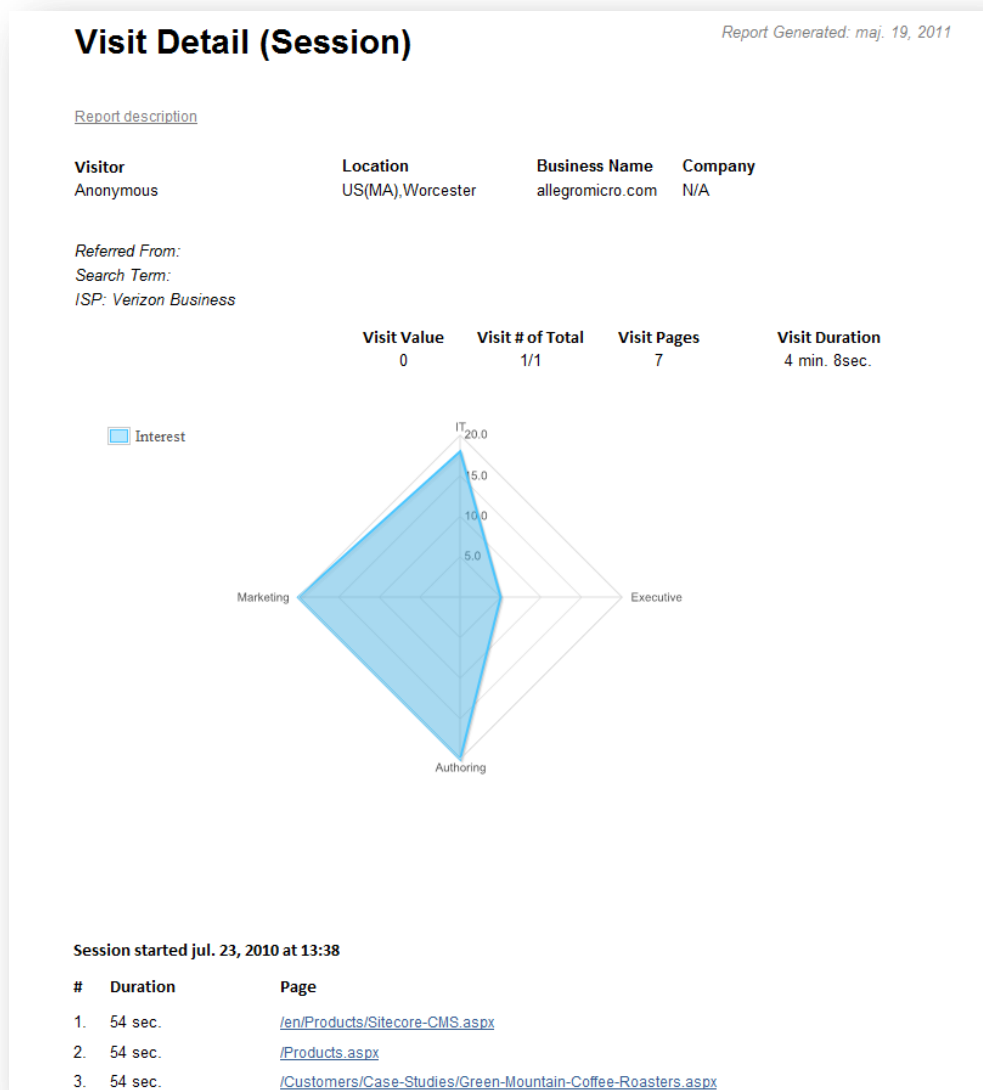 Visit Detail (Session)
Report Generated: maj. 19, 2011
Report description
Visitor Location Business Name Company
Anonymous US(MA),Worcester allegromicro.com N/A
Referred From:
Search Term:
ISP: Verizon Business
Visit Value Visit # of Total Visit Pages Visit Duration
0 1/1 7 4 min. 8sec.
Interest
IT
20.0
15.0
10.0
5.0
Marketing
Executive
Authoring
Session started jul. 23, 2010 at 13:38
# Duration Page
1. 54 sec. /en/Products/Sitecore-CMS.aspx
2. 54 sec. /Products.aspx
3. 54 sec. /Customers/Case-Studies/Green-Mountain-Coffee-Roasters.aspx